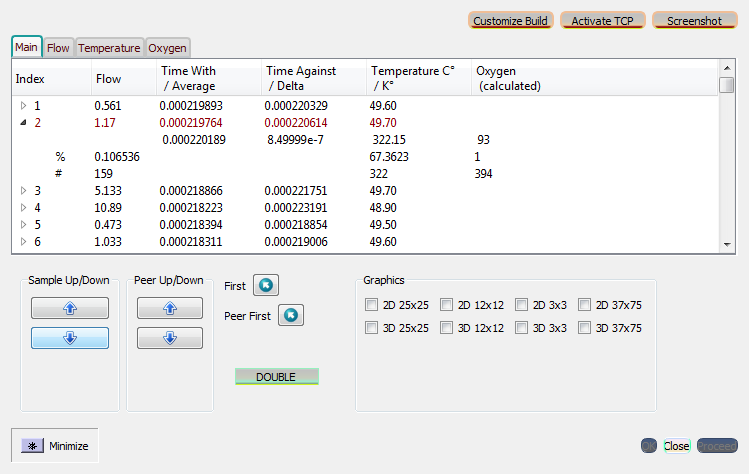 Customize Build Activate TCP Screenshot
Main Flow Temperature Oxygen
Index Flow Time With / Average Time Against / Delta Temperature C° / K° Oxygen (calculated)
1 0.561 0.000219893 0.000220329 49.60
2 1.17 0.000219764 0.000220614 49.70
0.000220189 8.49999e-7 322.15 93
% 0.106536 67.3623 1
# 159 322 394
3 5.133 0.000218866 0.000221751 49.70
4 10.89 0.000218223 0.000223191 48.90
5 0.473 0.000218394 0.000218854 49.50
6 1.033 0.000218311 0.000219006 49.60
Sample Up/Down Peer Up/Down First Graphics
2D 25x25 2D 12x12 2D 3x3 2D 37x75
Peer First
3D 25x25 3D 12x12 3D 3x3 3D 37x75
DOUBLE
Minimize OK Close Proceed